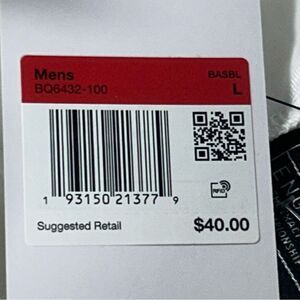 Mens BASBL
BQ6432-100 L
1 93150 21377 9
RFID
Suggested Retail $40.00